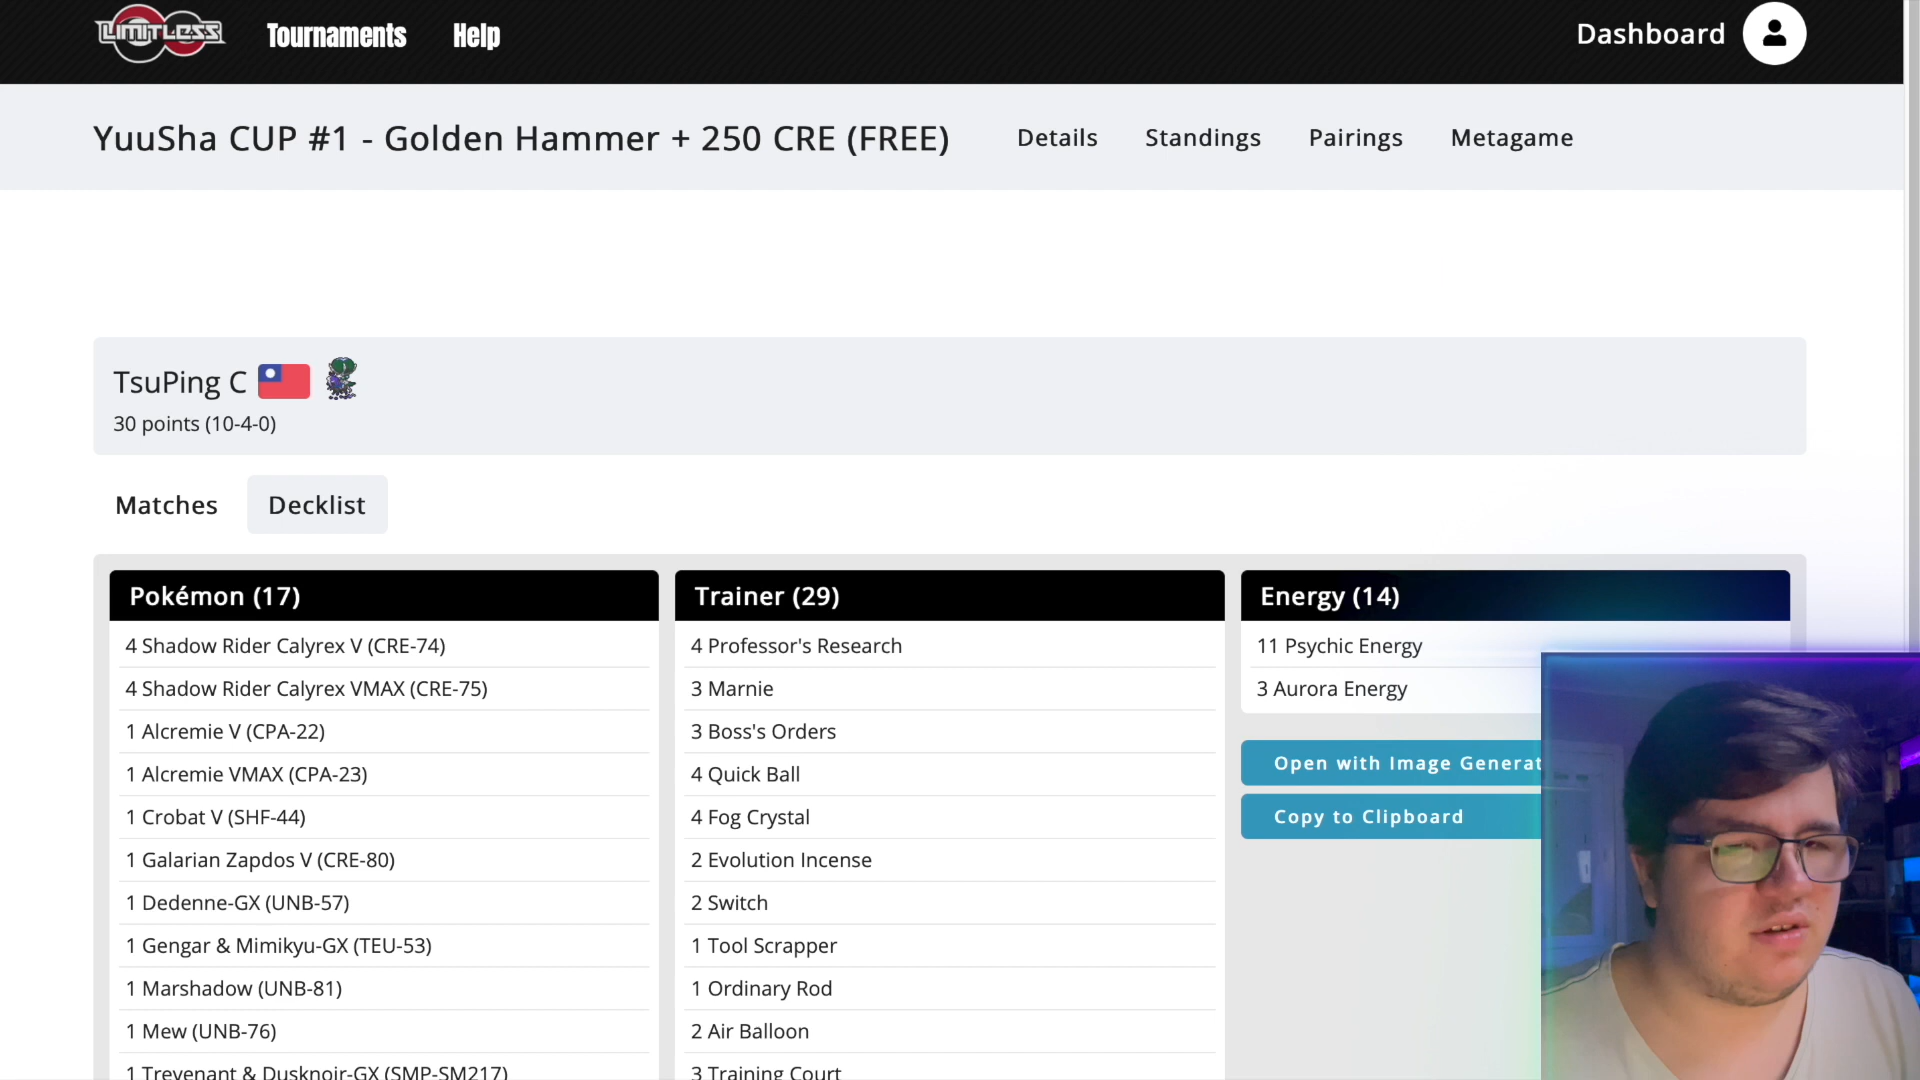 LIMITLESS
Tournaments
Help
Dashboard
YuuSha CUP #1 - Golden Hammer + 250 CRE (FREE)
Details
Standings
Pairings
Metagame
TsuPing C
30 points (10-4-0)
Matches
Decklist
Pokémon (17)
4 Shadow Rider Calyrex V (CRE-74)
4 Shadow Rider Calyrex VMAX (CRE-75)
1 Alcremie V (CPA-22)
1 Alcremie VMAX (CPA-23)
1 Crobat V (SHF-44)
1 Galarian Zapdos V (CRE-80)
1 Dedenne-GX (UNB-57)
1 Gengar & Mimikyu-GX (TEU-53)
1 Marshadow (UNB-81)
1 Mew (UNB-76)
1 Trevenant & Dusknoir-GX (SMP-SM217)
Trainer (29)
4 Professor's Research
3 Marnie
3 Boss's Orders
4 Quick Ball
4 Fog Crystal
2 Evolution Incense
2 Switch
1 Tool Scrapper
1 Ordinary Rod
2 Air Balloon
3 Training Court
Energy (14)
11 Psychic Energy
3 Aurora Energy
Open with Image Generat
Copy to Clipboard